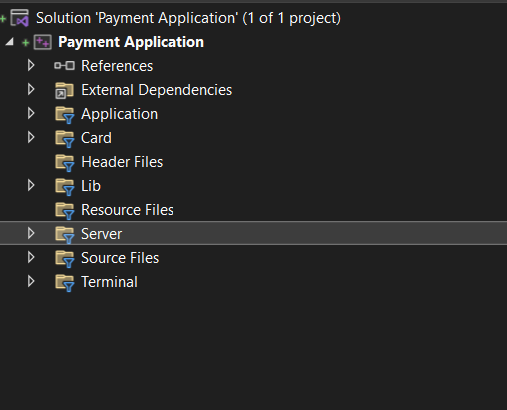 Solution 'Payment Application' (1 of 1 project)
Payment Application
References
External Dependencies
Application
Card
Header Files
Lib
Resource Files
Server
Source Files
Terminal